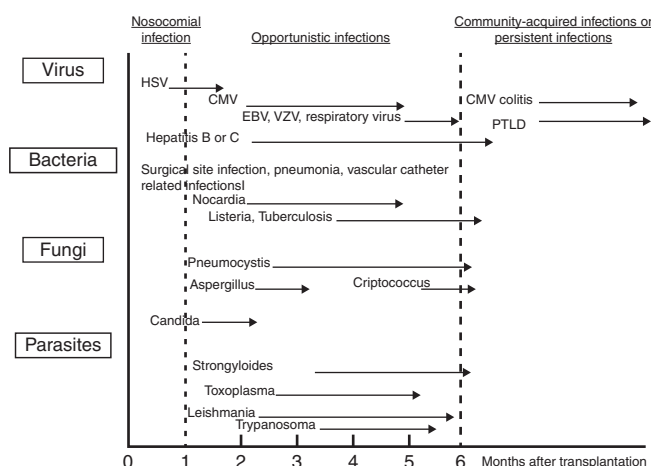 Nosocomial infection
Opportunistic infections
Community-acquired infections or
persistent infections
Virus
HSV
CMV
CMV colitis
EBV, VZV, respiratory virus
PTLD
Hepatitis B or C
Bacteria
Surgical site infection, pneumonia, vascular catheter
related infectionsl
Nocardia
Listeria, Tuberculosis
Fungi
Pneumocystis
Aspergillus
Criptococcus
Candida
Parasites
Strongyloides
Toxoplasma
Leishmania
Trypanosoma
0 1 2 3 4 5 6 Months after transplantation